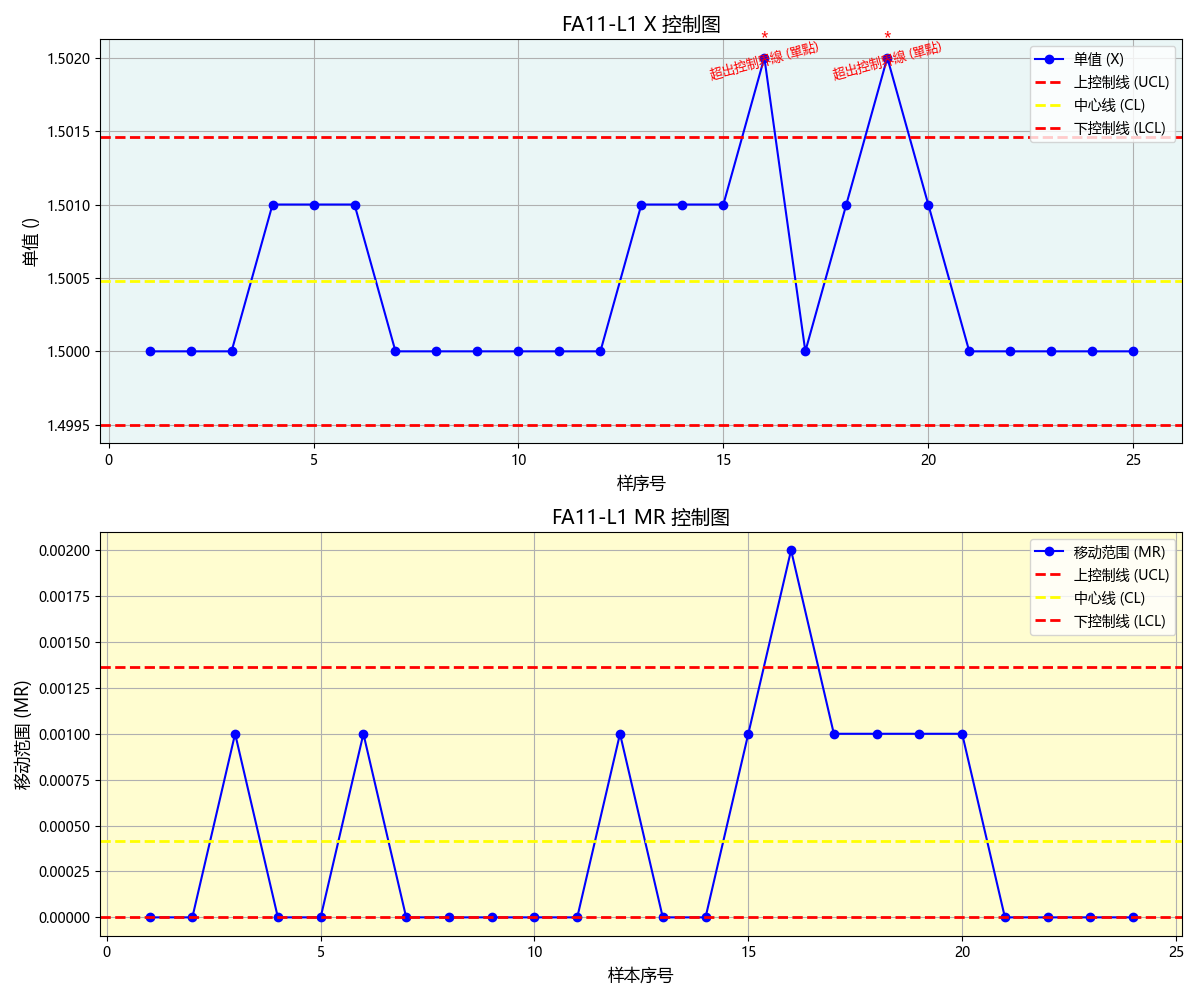 FA11-L1 X 控制图
*
*
超出控制界線 (單點)
超出控制界線 (單點)
单值 (X)
上控制线 (UCL)
中心线 (CL)
下控制线 (LCL)
1.5020
1.5015
1.5010
1.5005
1.5000
1.4995
单值 ()
0
5
10
15
20
25
样序号
FA11-L1 MR 控制图
移动范围 (MR)
上控制线 (UCL)
中心线 (CL)
下控制线 (LCL)
0.00200
0.00175
0.00150
0.00125
0.00100
0.00075
0.00050
0.00025
0.00000
移动范围 (MR)
0
5
10
15
20
25
样本序号